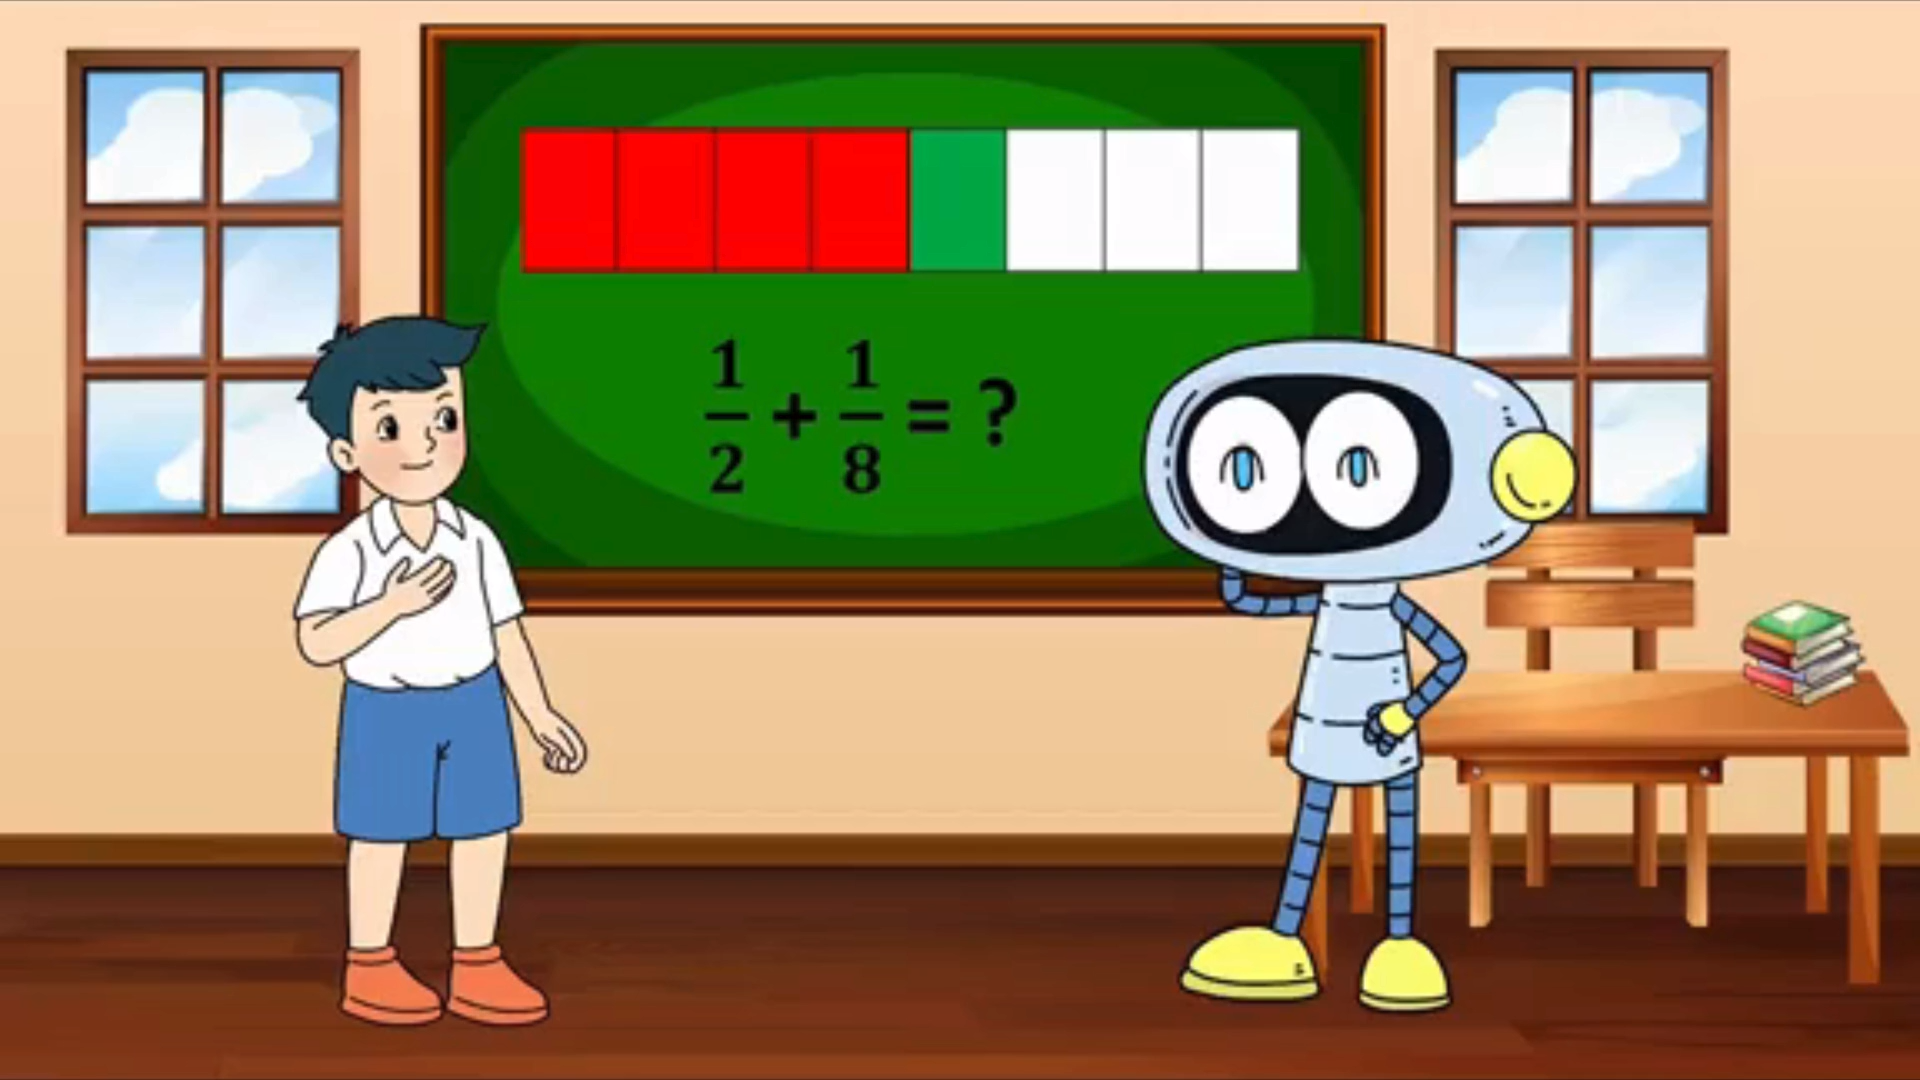 1/2 + 1/8 = ?